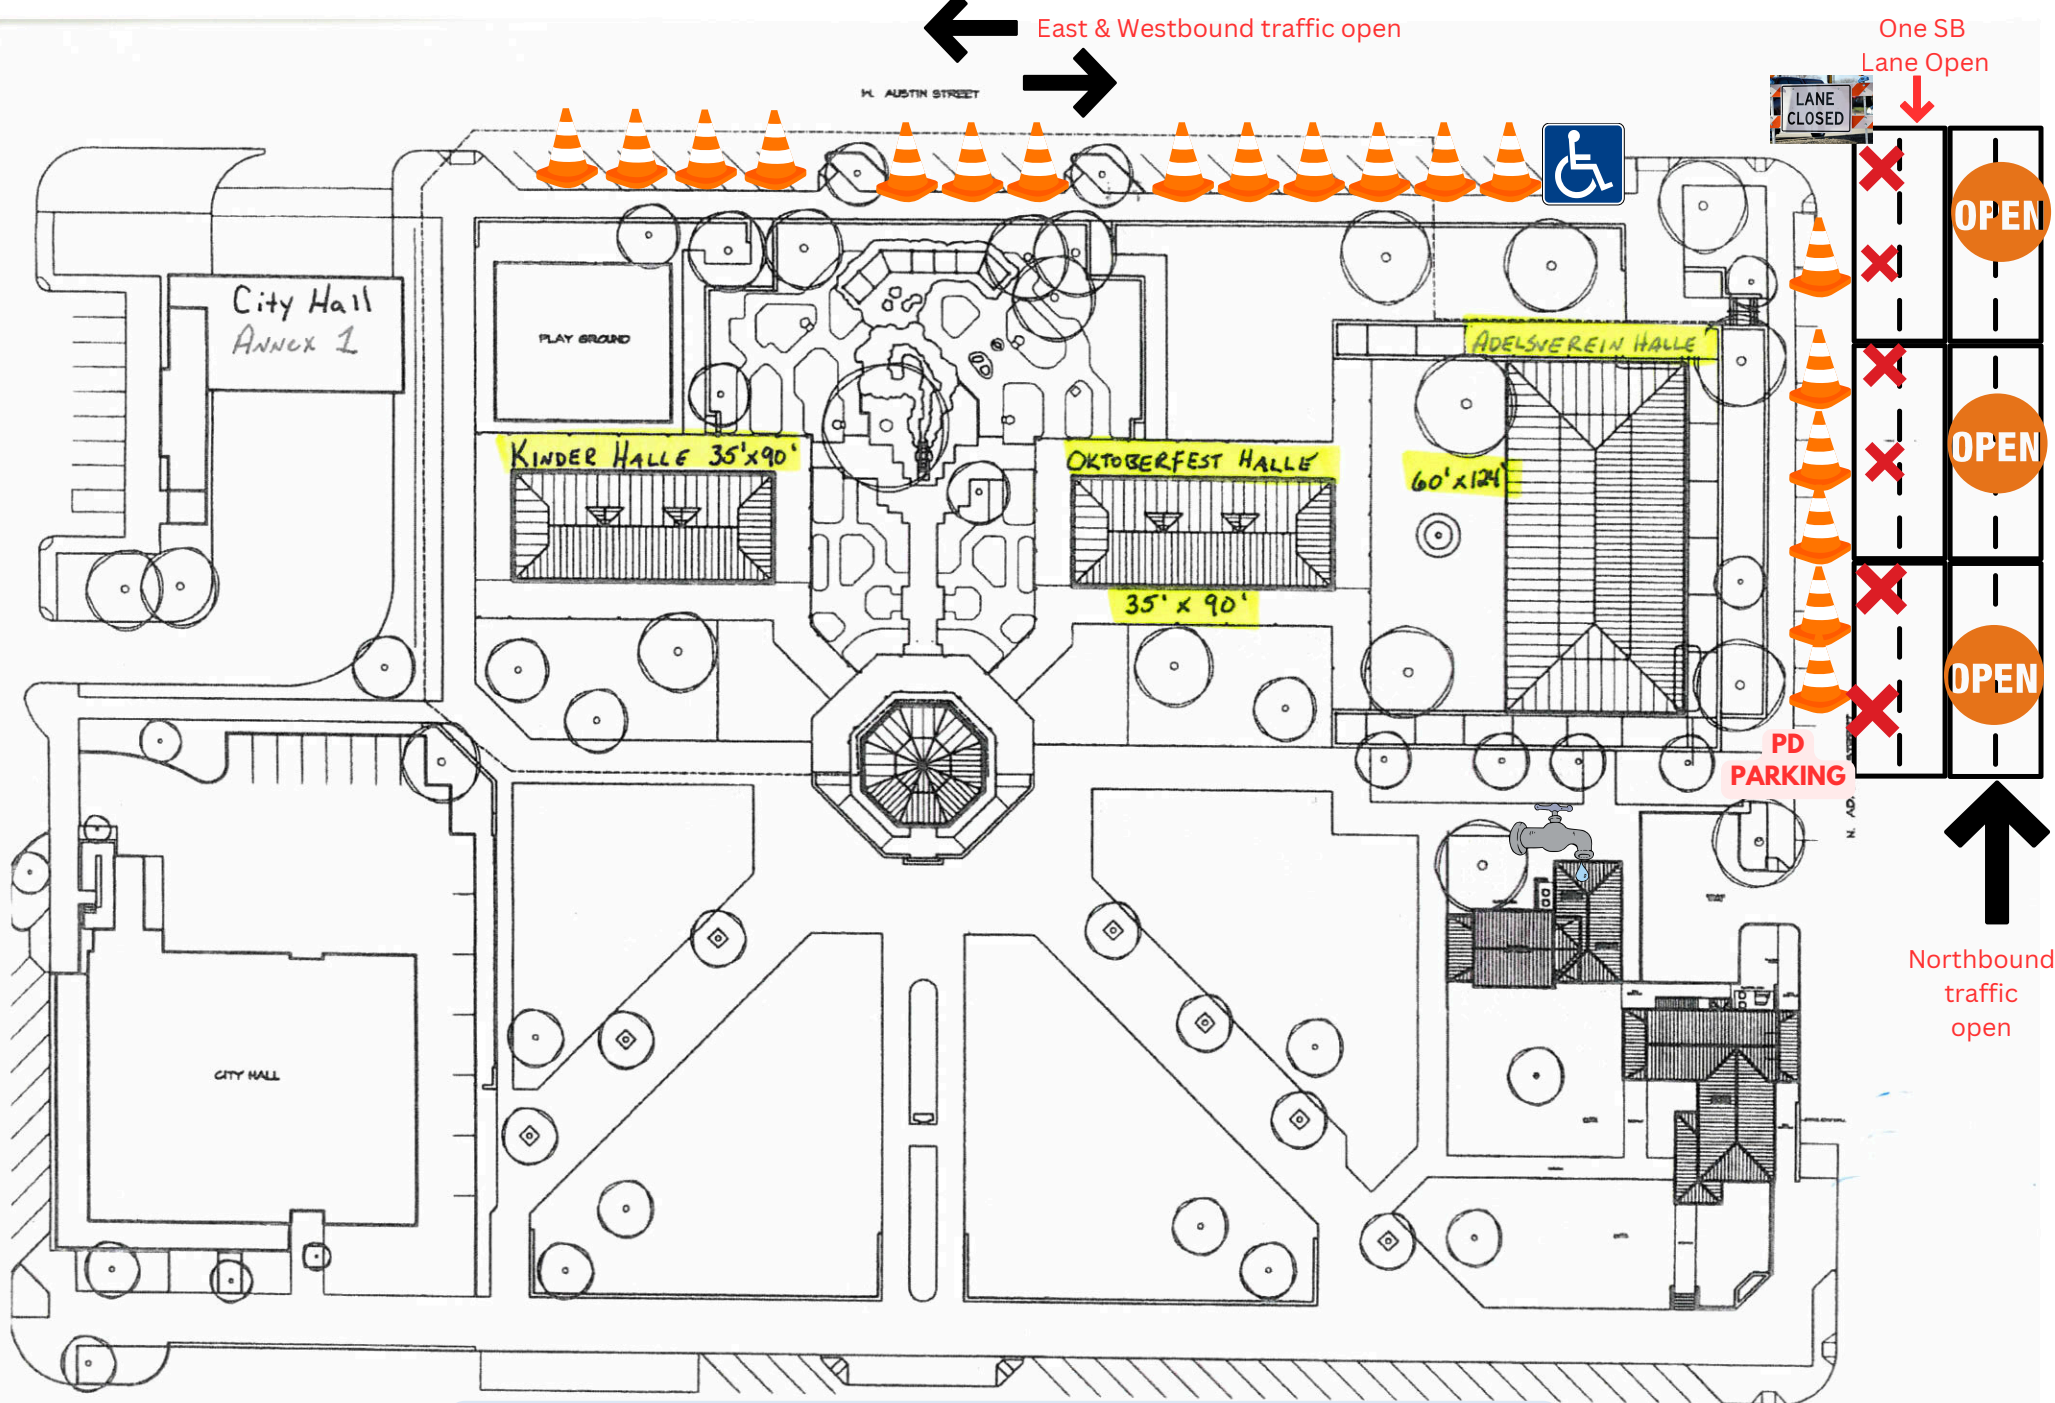 East & Westbound traffic open
One SB
Lane Open
W. AUSTIN STREET
LANE
CLOSED
OPEN
City Hall
Annex 1
PLAY GROUND
ADELSVEREIN HALLE
KINDER HALLE 35'x90'
OKTOBERFEST HALLE
60'x124'
OPEN
35' x 90'
OPEN
PD
PARKING
N. AD
Northbound
traffic
open
CITY HALL